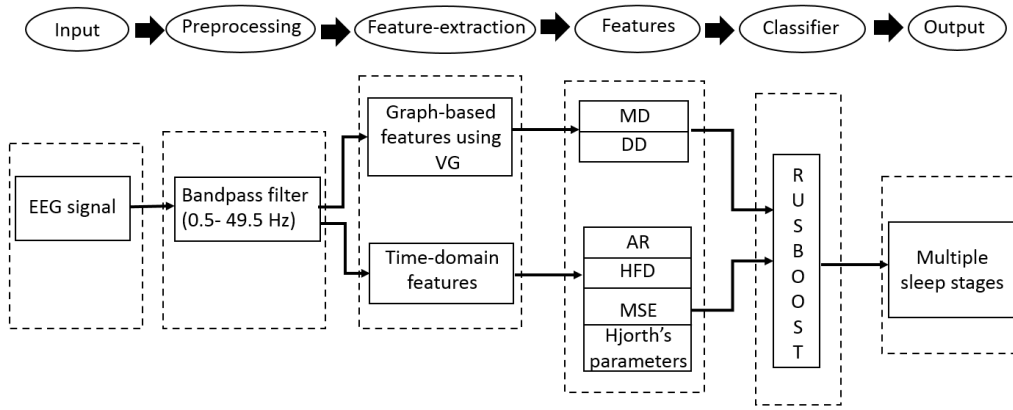 Input
Preprocessing
Feature-extraction
Features
Classifier
Output
EEG signal
Bandpass filter
(0.5- 49.5 Hz)
Graph-based
features using
VG
Time-domain
features
MD
DD
AR
HFD
MSE
Hjorth's
parameters
R
U
S
B
O
O
S
T
Multiple
sleep stages